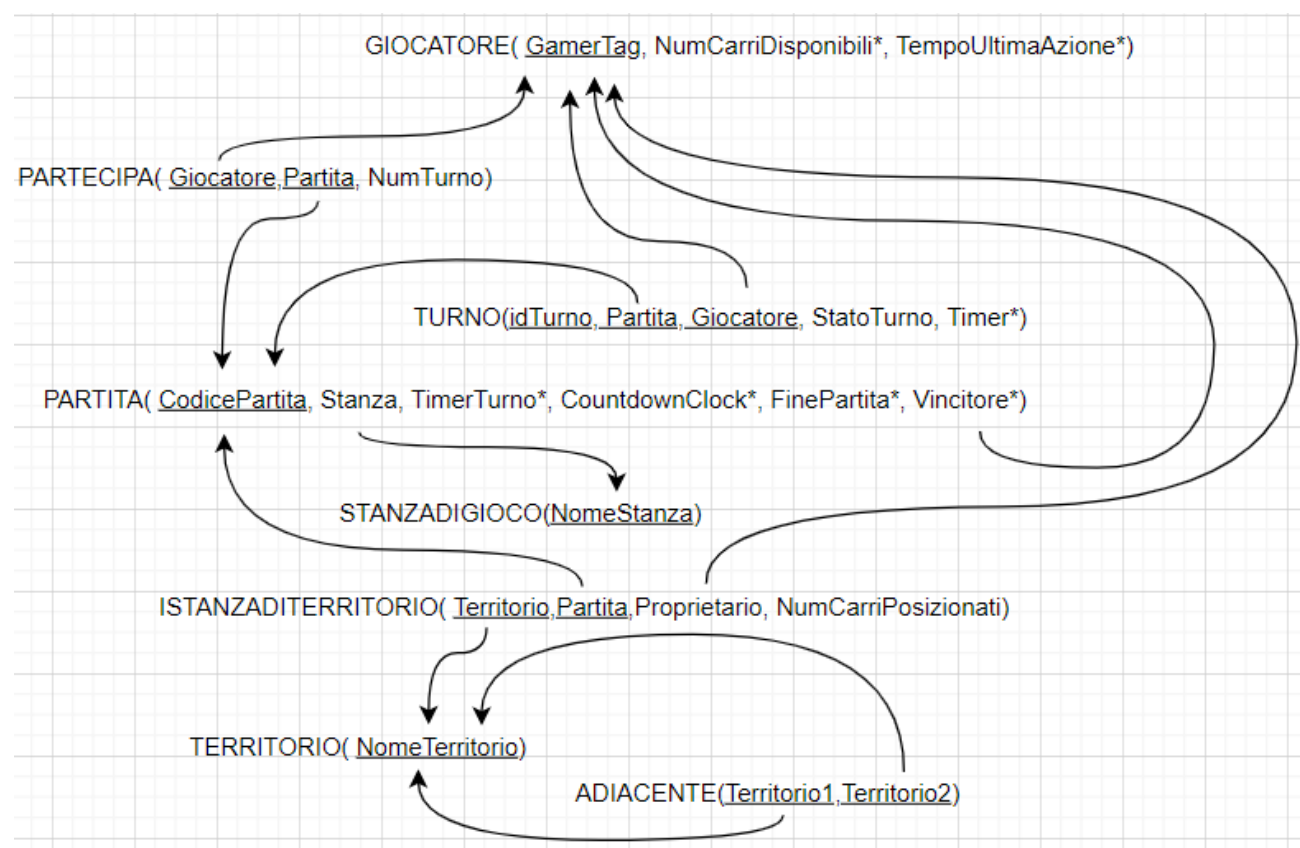 GIOCATORE( GamerTag, NumCarriDisponibili*, TempoUltimaAzione*)
PARTECIPA( Giocatore,Partita, NumTurno)
TURNO(idTurno, Partita, Giocatore, StatoTurno, Timer*)
PARTITA( CodicePartita, Stanza, TimerTurno*, CountdownClock*, FinePartita*, Vincitore*)
STANZADIGIOCO(NomeStanza)
ISTANZADITERRITORIO( Territorio,Partita,Proprietario, NumCarriPosizionati)
TERRITORIO( NomeTerritorio)
ADIACENTE(Territorio1,Territorio2)